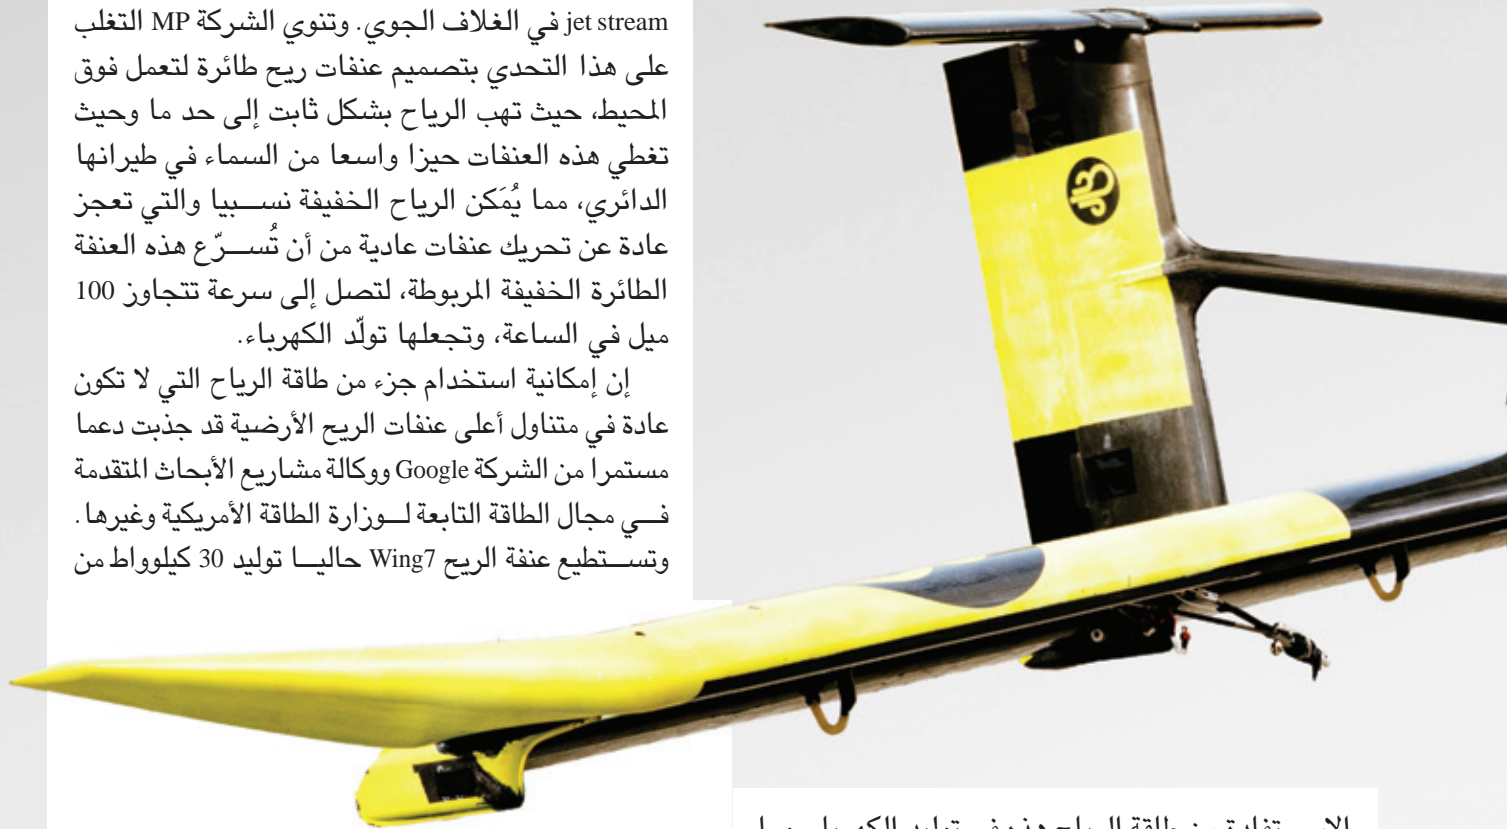 jet stream في الغلاف الجوي. وتنوي الشركة MP التغلب
على هذا التحدي بتصميم عنفات ريح طائرة لتعمل فوق
المحيط، حيث تهب الرياح بشكل ثابت إلى حد ما وحيث
تغطي هذه العنفات حيزا واسعا من السماء في طيرانها
الدائري، مما يُمَكن الرياح الخفيفة نسبيا والتي تعجز
عادة عن تحريك عنفات عادية من أن تُسرّع هذه العنفة
الطائرة الخفيفة المربوطة، لتصل إلى سرعة تتجاوز 100
ميل في الساعة، وتجعلها تولّد الكهرباء.
إن إمكانية استخدام جزء من طاقة الرياح التي لا تكون
عادة في متناول أعلى عنفات الريح الأرضية قد جذبت دعما
مستمرا من الشركة Google ووكالة مشاريع الأبحاث المتقدمة
في مجال الطاقة التابعة لوزارة الطاقة الأمريكية وغيرها.
وتستطيع عنفة الريح Wing7 حاليا توليد 30 كيلوواط من